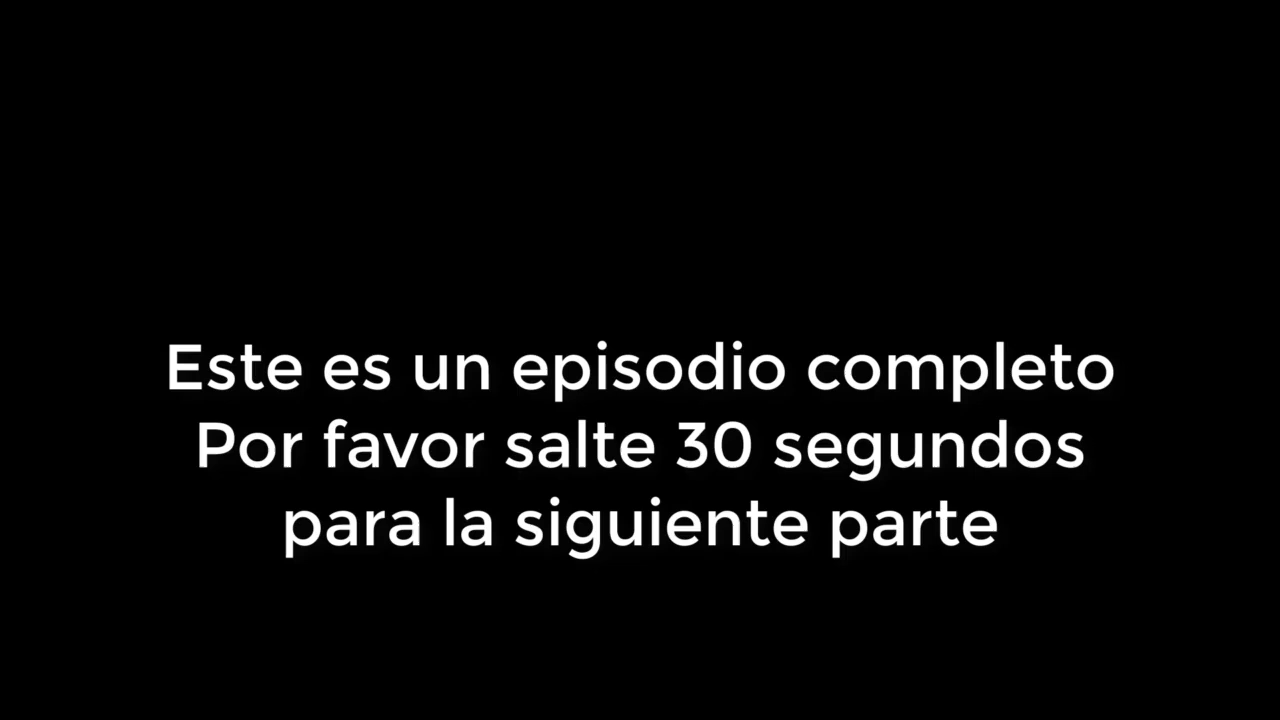 Este es un episodio completo
Por favor salte 30 segundos
para la siguiente parte